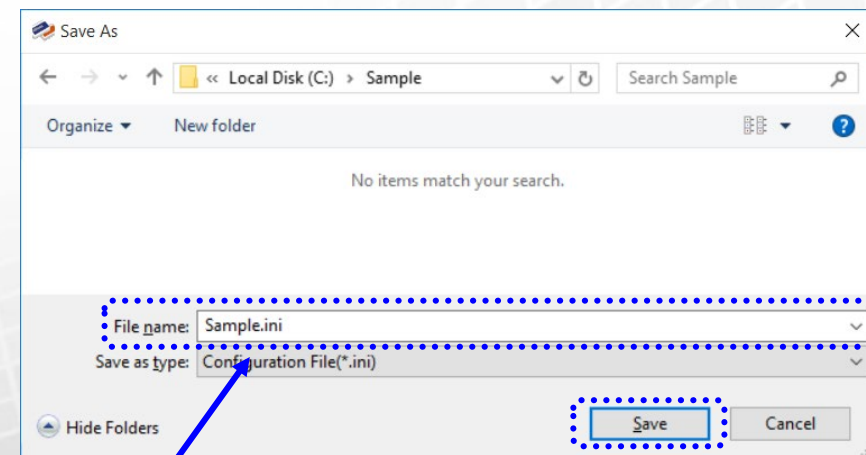 Save As
« Local Disk (C:) › Sample
Search Sample
Organize
New folder
No items match your search.
File name: Sample.ini
Save as type: Configuration File(*.ini)
Hide Folders
Save
Cancel